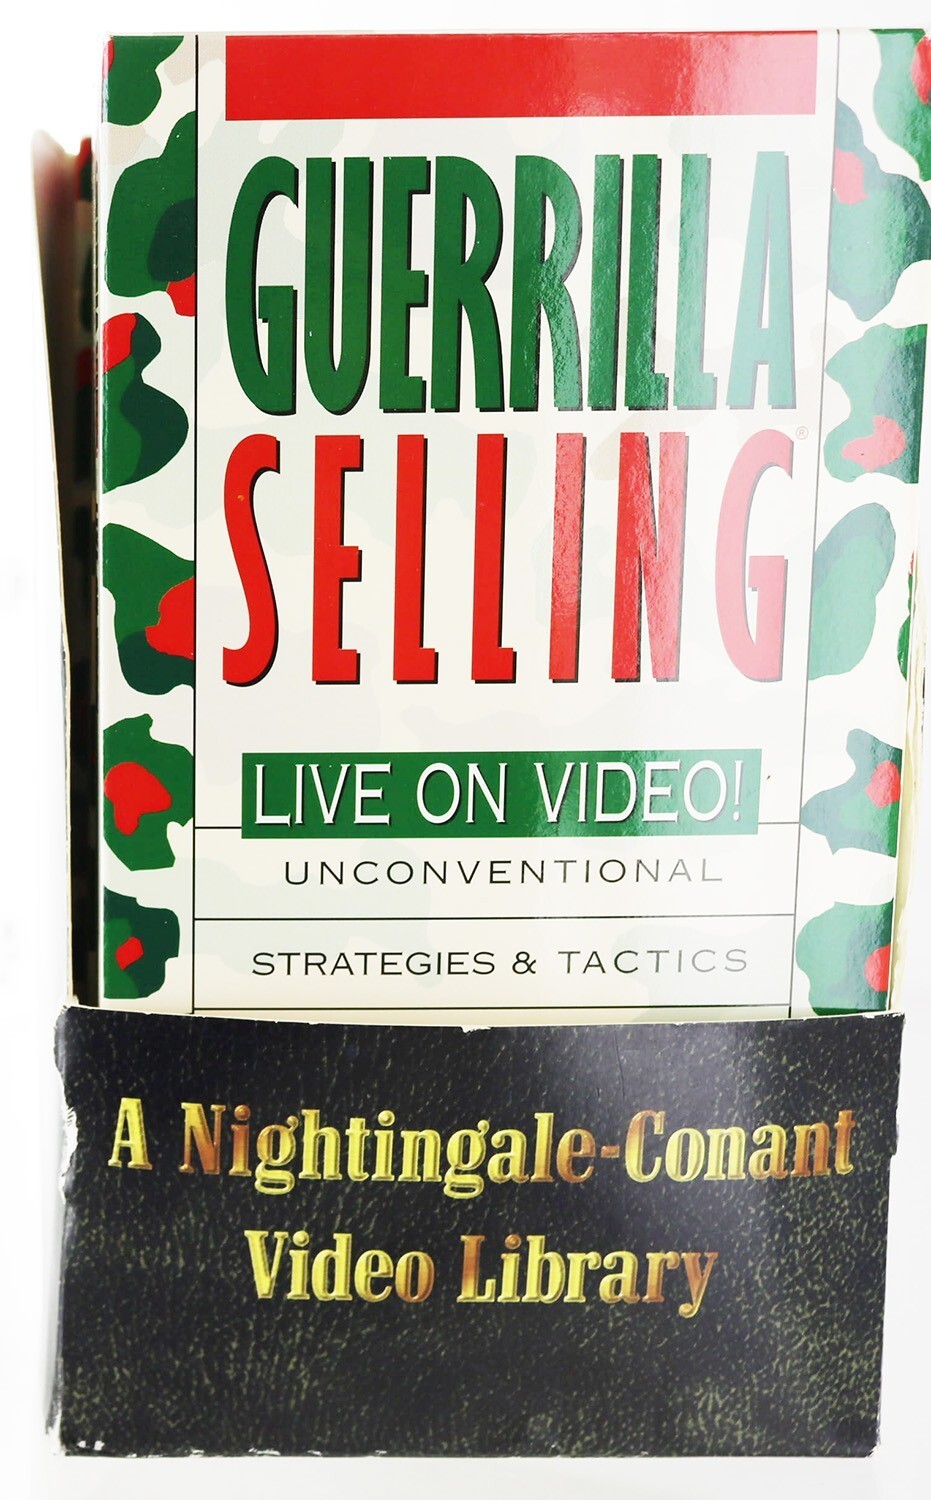 GUERRILLA
SELLING®
LIVE ON VIDEO!
UNCONVENTIONAL
STRATEGIES & TACTICS
A Nightingale-Conant
Video Library